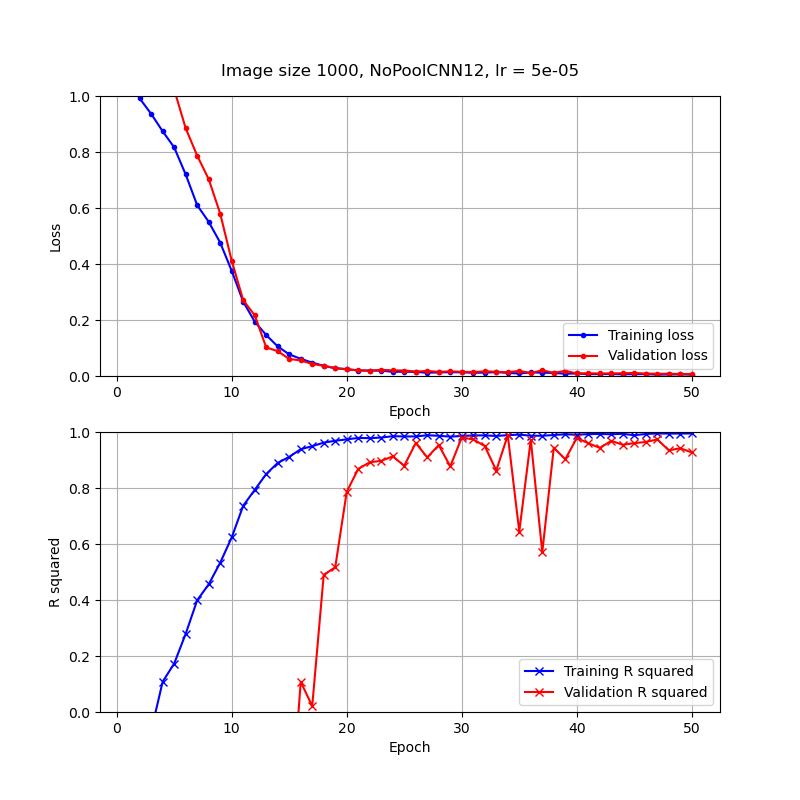 Image size 1000, NoPoolCNN12, lr = 5e-05
1.0
0.8
0.6
0.4
0.2
0.0
Loss
Training loss
Validation loss
0 10 20 30 40 50
Epoch
1.0
0.8
0.6
0.4
0.2
0.0
R squared
Training R squared
Validation R squared
0 10 20 30 40 50
Epoch